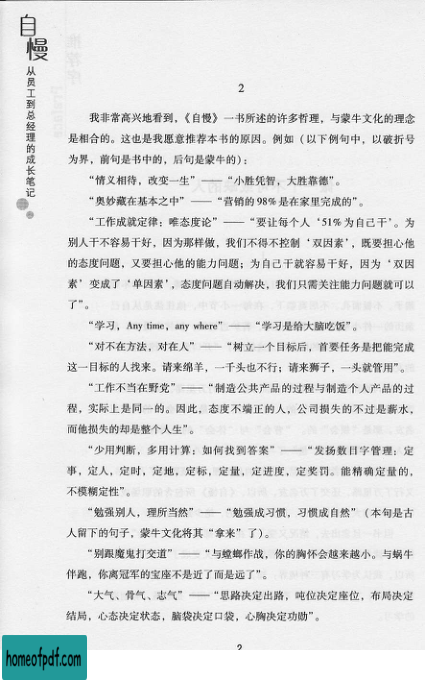 自慢
从员工到总经理的成长笔记
2
我非常高兴地看到，《自慢》一书所述的许多哲理，与蒙牛文化的理念
是相合的。这也是我愿意推荐本书的原因。例如（以下例句中，以破折号
为界，前句是书中的，后句是蒙牛的）：
“情义相待，改变一生”——“小胜凭智，大胜靠德”。
“奥妙藏在基本之中”——“营销的98%是在家里完成的”。
“工作成就定律：唯态度论”——“要让每个人‘51%为自己干’。为
别人干不容易干好，因为那样做，我们不得不控制‘双因素’，既要担心他
的态度问题，又要担心他的能力问题；为自己干就容易干好，因为‘双因
素’变成了‘单因素’，态度问题自动解决，我们只需关注能力问题就可以
了”。
“学习，Any time，any where”——“学习是给大脑吃饭”。
“对不在方法，对在人”——“树立一个目标后，首要任务是把能完成
这一目标的人找来。请来绵羊，一千头也不行；请来狮子，一头就管用”。
“工作不当在野党”——“制造公共产品的过程与制造个人产品的过
程，实际上是同一的。因此，态度不端正的人，公司损失的不过是薪水，
而他损失的却是整个人生”。
“少用判断，多用计算：如何找到答案”——“发扬数目字管理：定
事，定人，定时，定地，定标，定量，定进度，定奖罚。能精确定量的，
不模糊定性”。
“勉强别人，理所当然”——“勉强成习惯，习惯成自然”（本句是古
人留下的句子，蒙牛文化将其“拿来”了）。
“别跟魔鬼打交道”——“与螳螂作战，你的胸怀会越来越小。与蜗牛
伴跑，你离冠军的宝座不是近了而是远了”。
“大气、骨气、志气”——“思路决定出路，吨位决定座位，布局决定
结局，心态决定状态，脑袋决定口袋，心胸决定功勋”。
2
homeofpdf.com